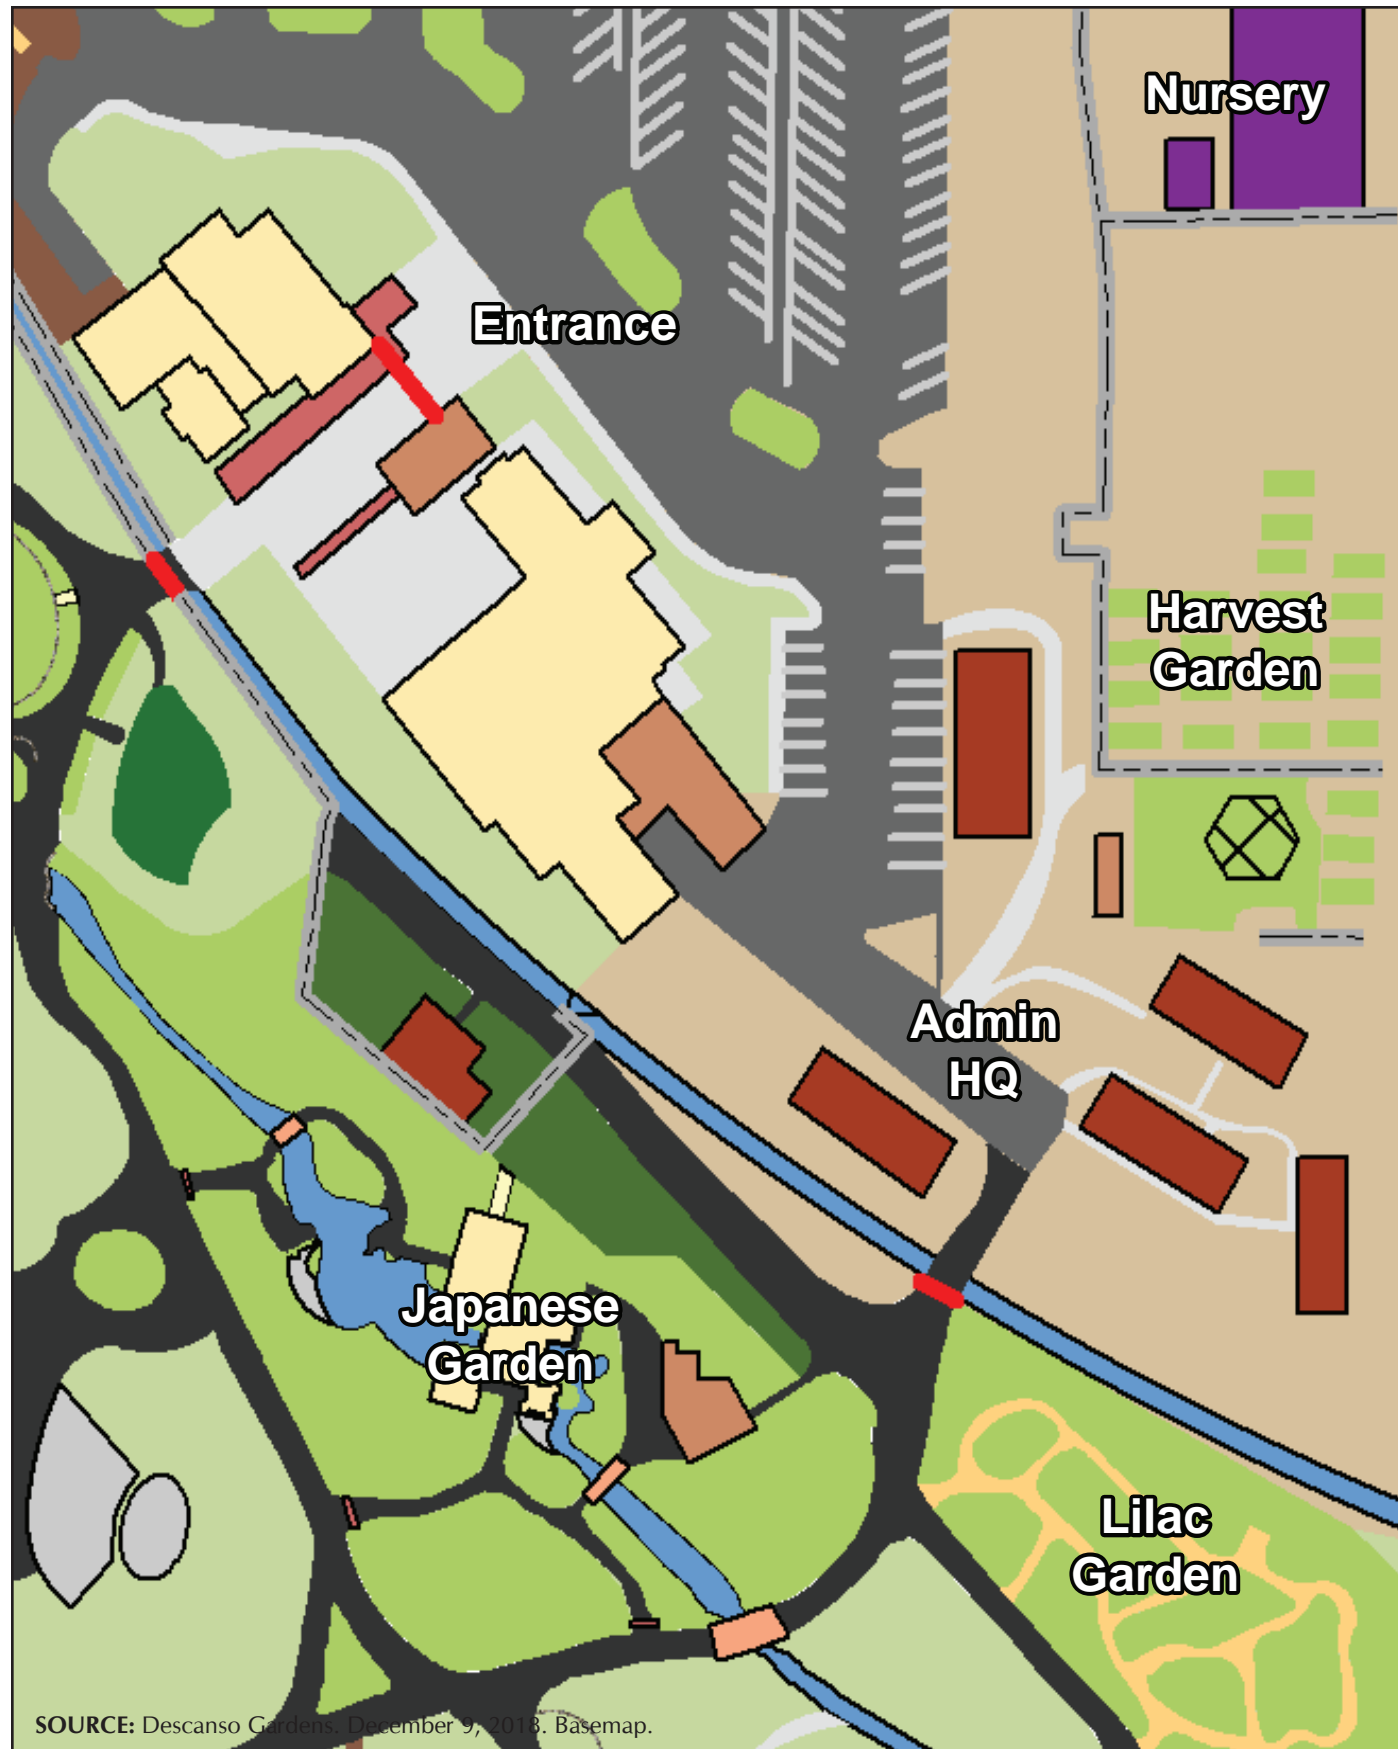 Nursery
Entrance
Harvest
Garden
Admin
HQ
Japanese
Garden
Lilac
Garden
SOURCE: Descanso Gardens. December 9, 2018. Basemap.